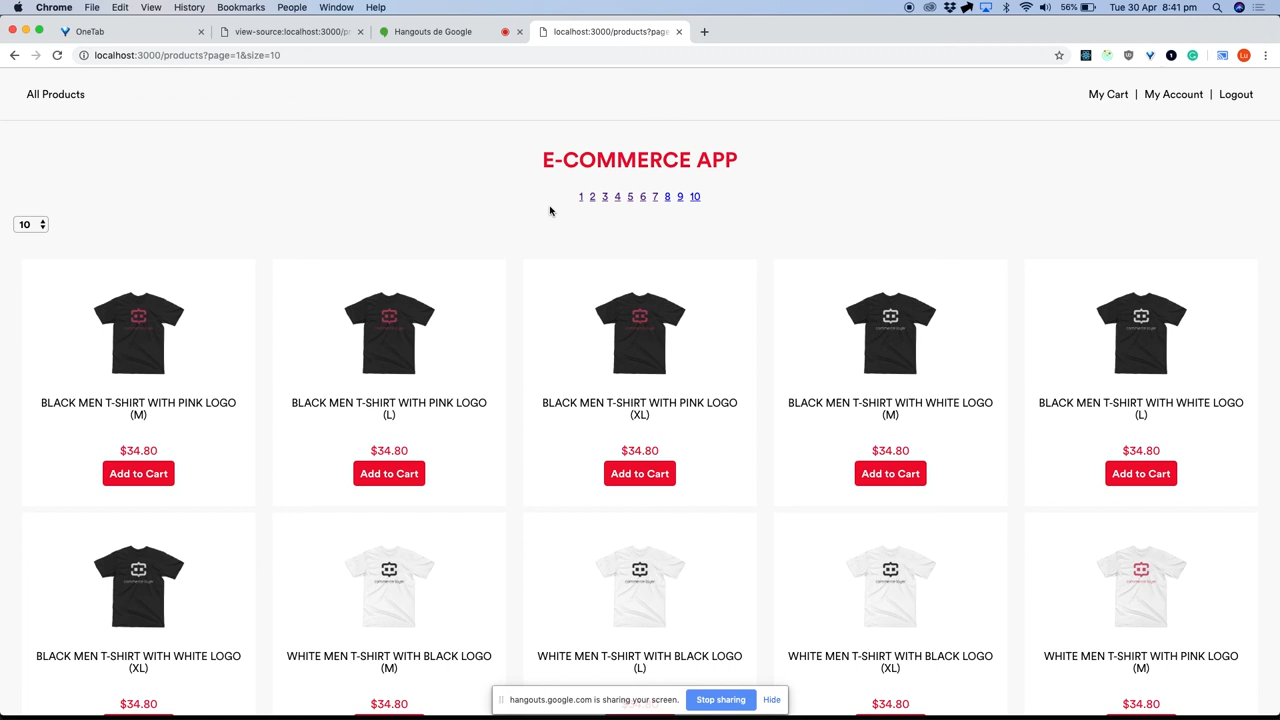 Chrome File Edit View History Bookmarks People Window Help 56% Tue 30 Apr 8:41 pm
OneTab view-source:localhost:3000/p Hangouts de Google localhost:3000/products?page
localhost:3000/products?page=1&size=10 Lu
All Products My Cart | My Account | Logout
E-COMMERCE APP
1 2 3 4 5 6 7 8 9 10
10
BLACK MEN T-SHIRT WITH PINK LOGO
(M)
$34.80
Add to Cart
BLACK MEN T-SHIRT WITH PINK LOGO
(L)
$34.80
Add to Cart
BLACK MEN T-SHIRT WITH PINK LOGO
(XL)
$34.80
Add to Cart
BLACK MEN T-SHIRT WITH WHITE LOGO
(M)
$34.80
Add to Cart
BLACK MEN T-SHIRT WITH WHITE LOGO
(L)
$34.80
Add to Cart
BLACK MEN T-SHIRT WITH WHITE LOGO
(XL)
$34.80
WHITE MEN T-SHIRT WITH BLACK LOGO
(M)
$34.80
WHITE MEN T-SHIRT WITH BLACK LOGO
(L)
WHITE MEN T-SHIRT WITH BLACK LOGO
(XL)
$34.80
WHITE MEN T-SHIRT WITH PINK LOGO
(M)
$34.80
hangouts.google.com is sharing your screen. Stop sharing Hide